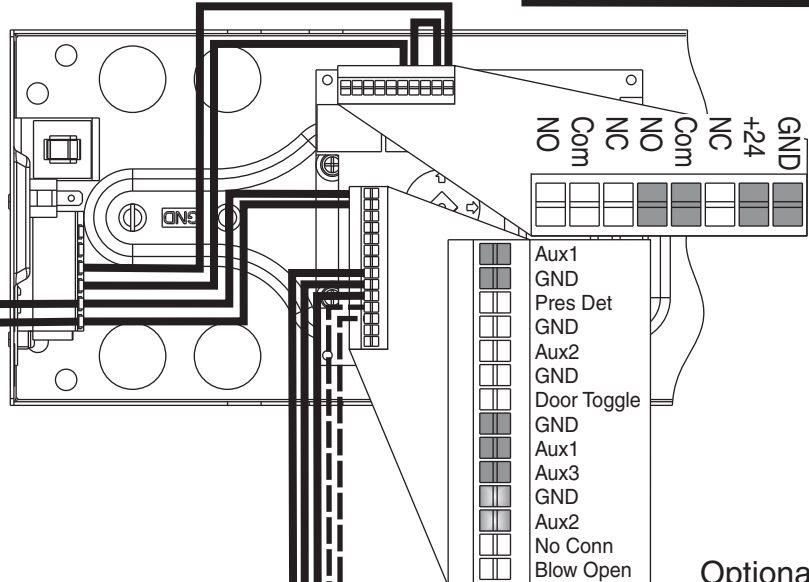 NO
Com
NC
NO
Com
NC
+24
GND
GND
Aux1
GND
Pres Det
GND
Aux2
GND
Door Toggle
GND
Aux1
Aux3
GND
Aux2
No Conn
Blow Open
Optiona